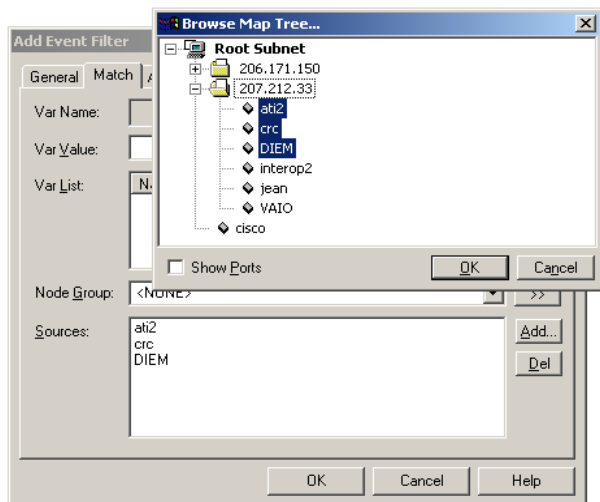 Browse Map Tree...
Root Subnet
206.171.150
207.212.33
ati2
crc
DIEM
interop2
jean
VAIO
cisco
Show Ports
OK
Cancel
Add Event Filter
General
Match
Var Name:
Var Value:
Var List:
Node Group:
<NONE>
>>
Sources:
ati2
crc
DIEM
Add...
Del
OK
Cancel
Help